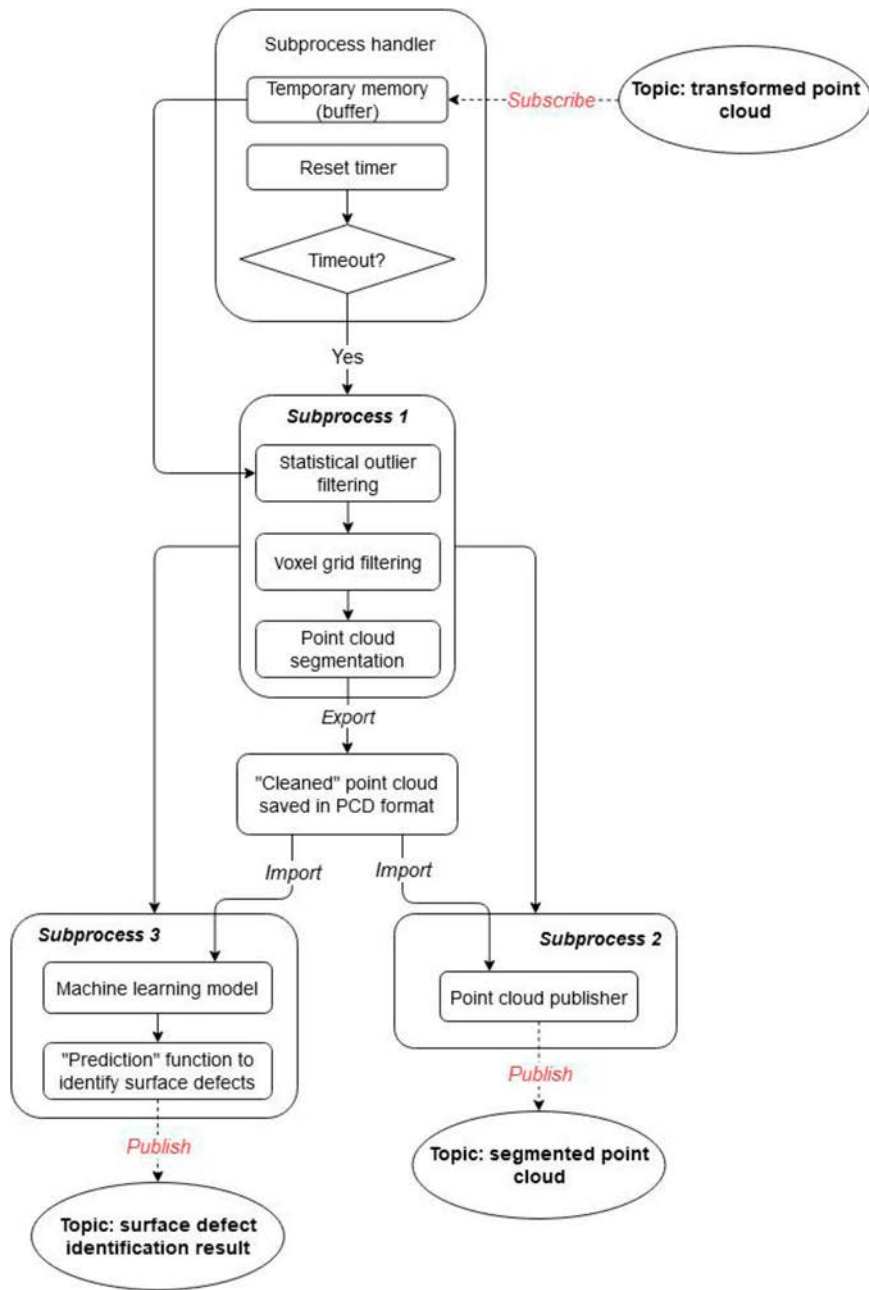 Subprocess handler
Temporary memory
(buffer)
Subscribe
Topic: transformed point
cloud
Reset timer
Timeout?
Yes
Subprocess 1
Statistical outlier
filtering
Voxel grid filtering
Point cloud
segmentation
Export
"Cleaned" point cloud
saved in PCD format
Import
Import
Subprocess 3
Machine learning model
"Prediction" function to
identify surface defects
Publish
Topic: surface defect
identification result
Subprocess 2
Point cloud publisher
Publish
Topic: segmented point
cloud